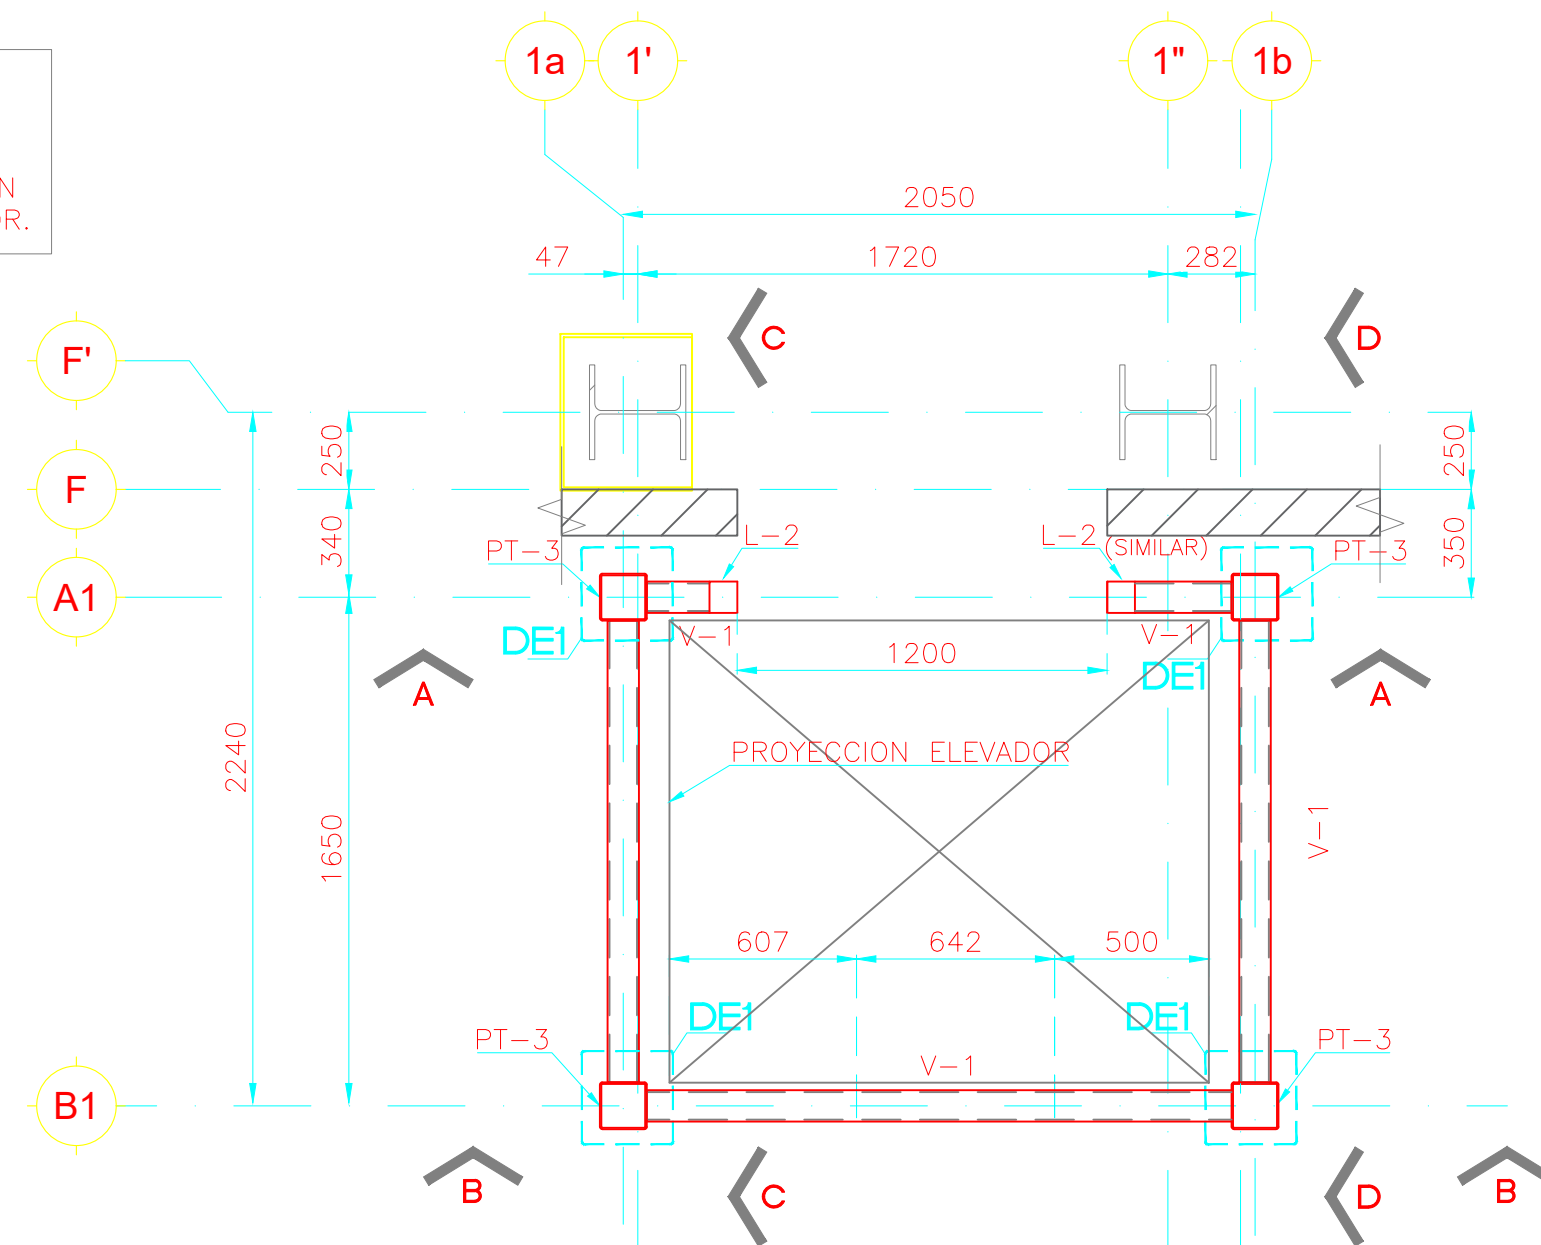 1a
1'
1"
1b
N
OR.
2050
47
1720
282
C
D
F'
250
250
F
340
350
PT-3
L-2
L-2
(SIMILAR)
PT-3
A1
DE1
V-1
V-1
1200
DE1
A
A
2240
PROYECCION ELEVADOR
1650
V-1
607
642
500
DE1
DE1
PT-3
PT-3
V-1
B1
B
C
D
B